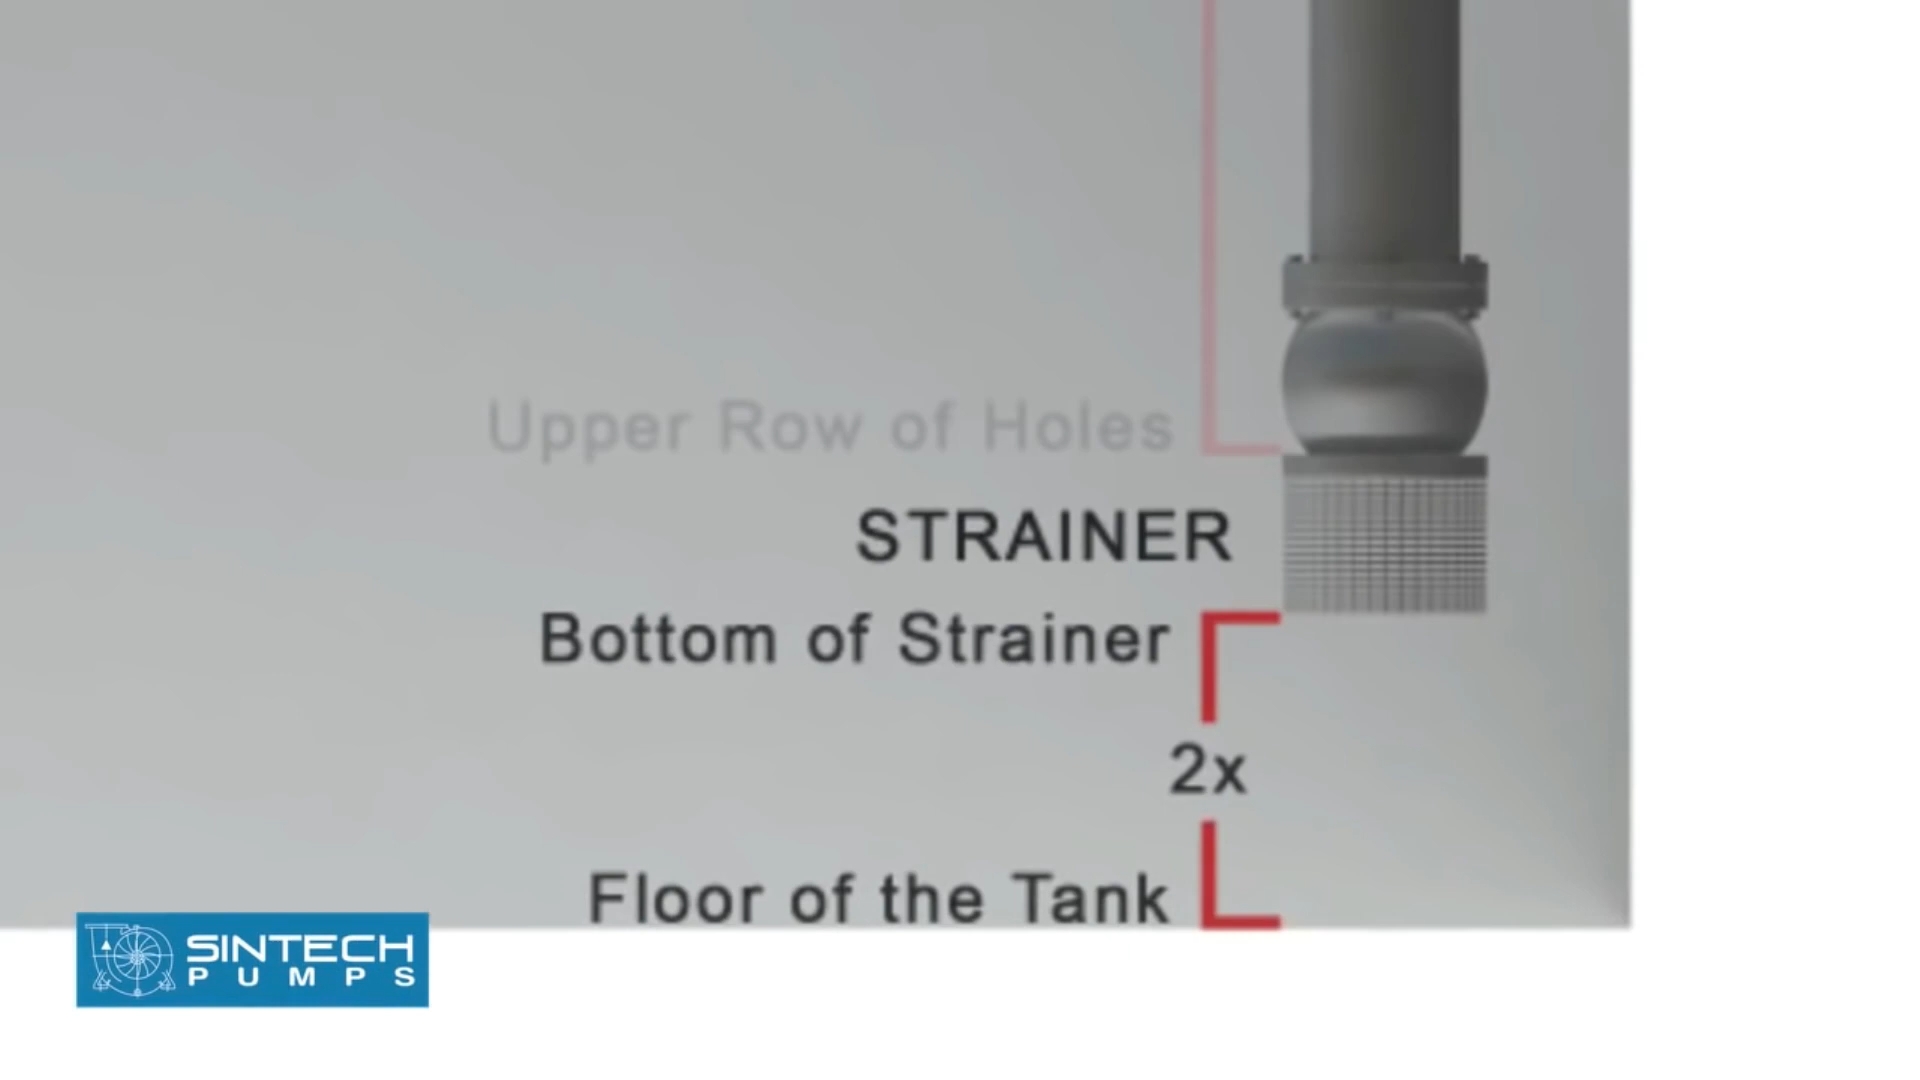 Upper Row of Holes
STRAINER
Bottom of Strainer
2x
Floor of the Tank
SINTECH
PUMPS